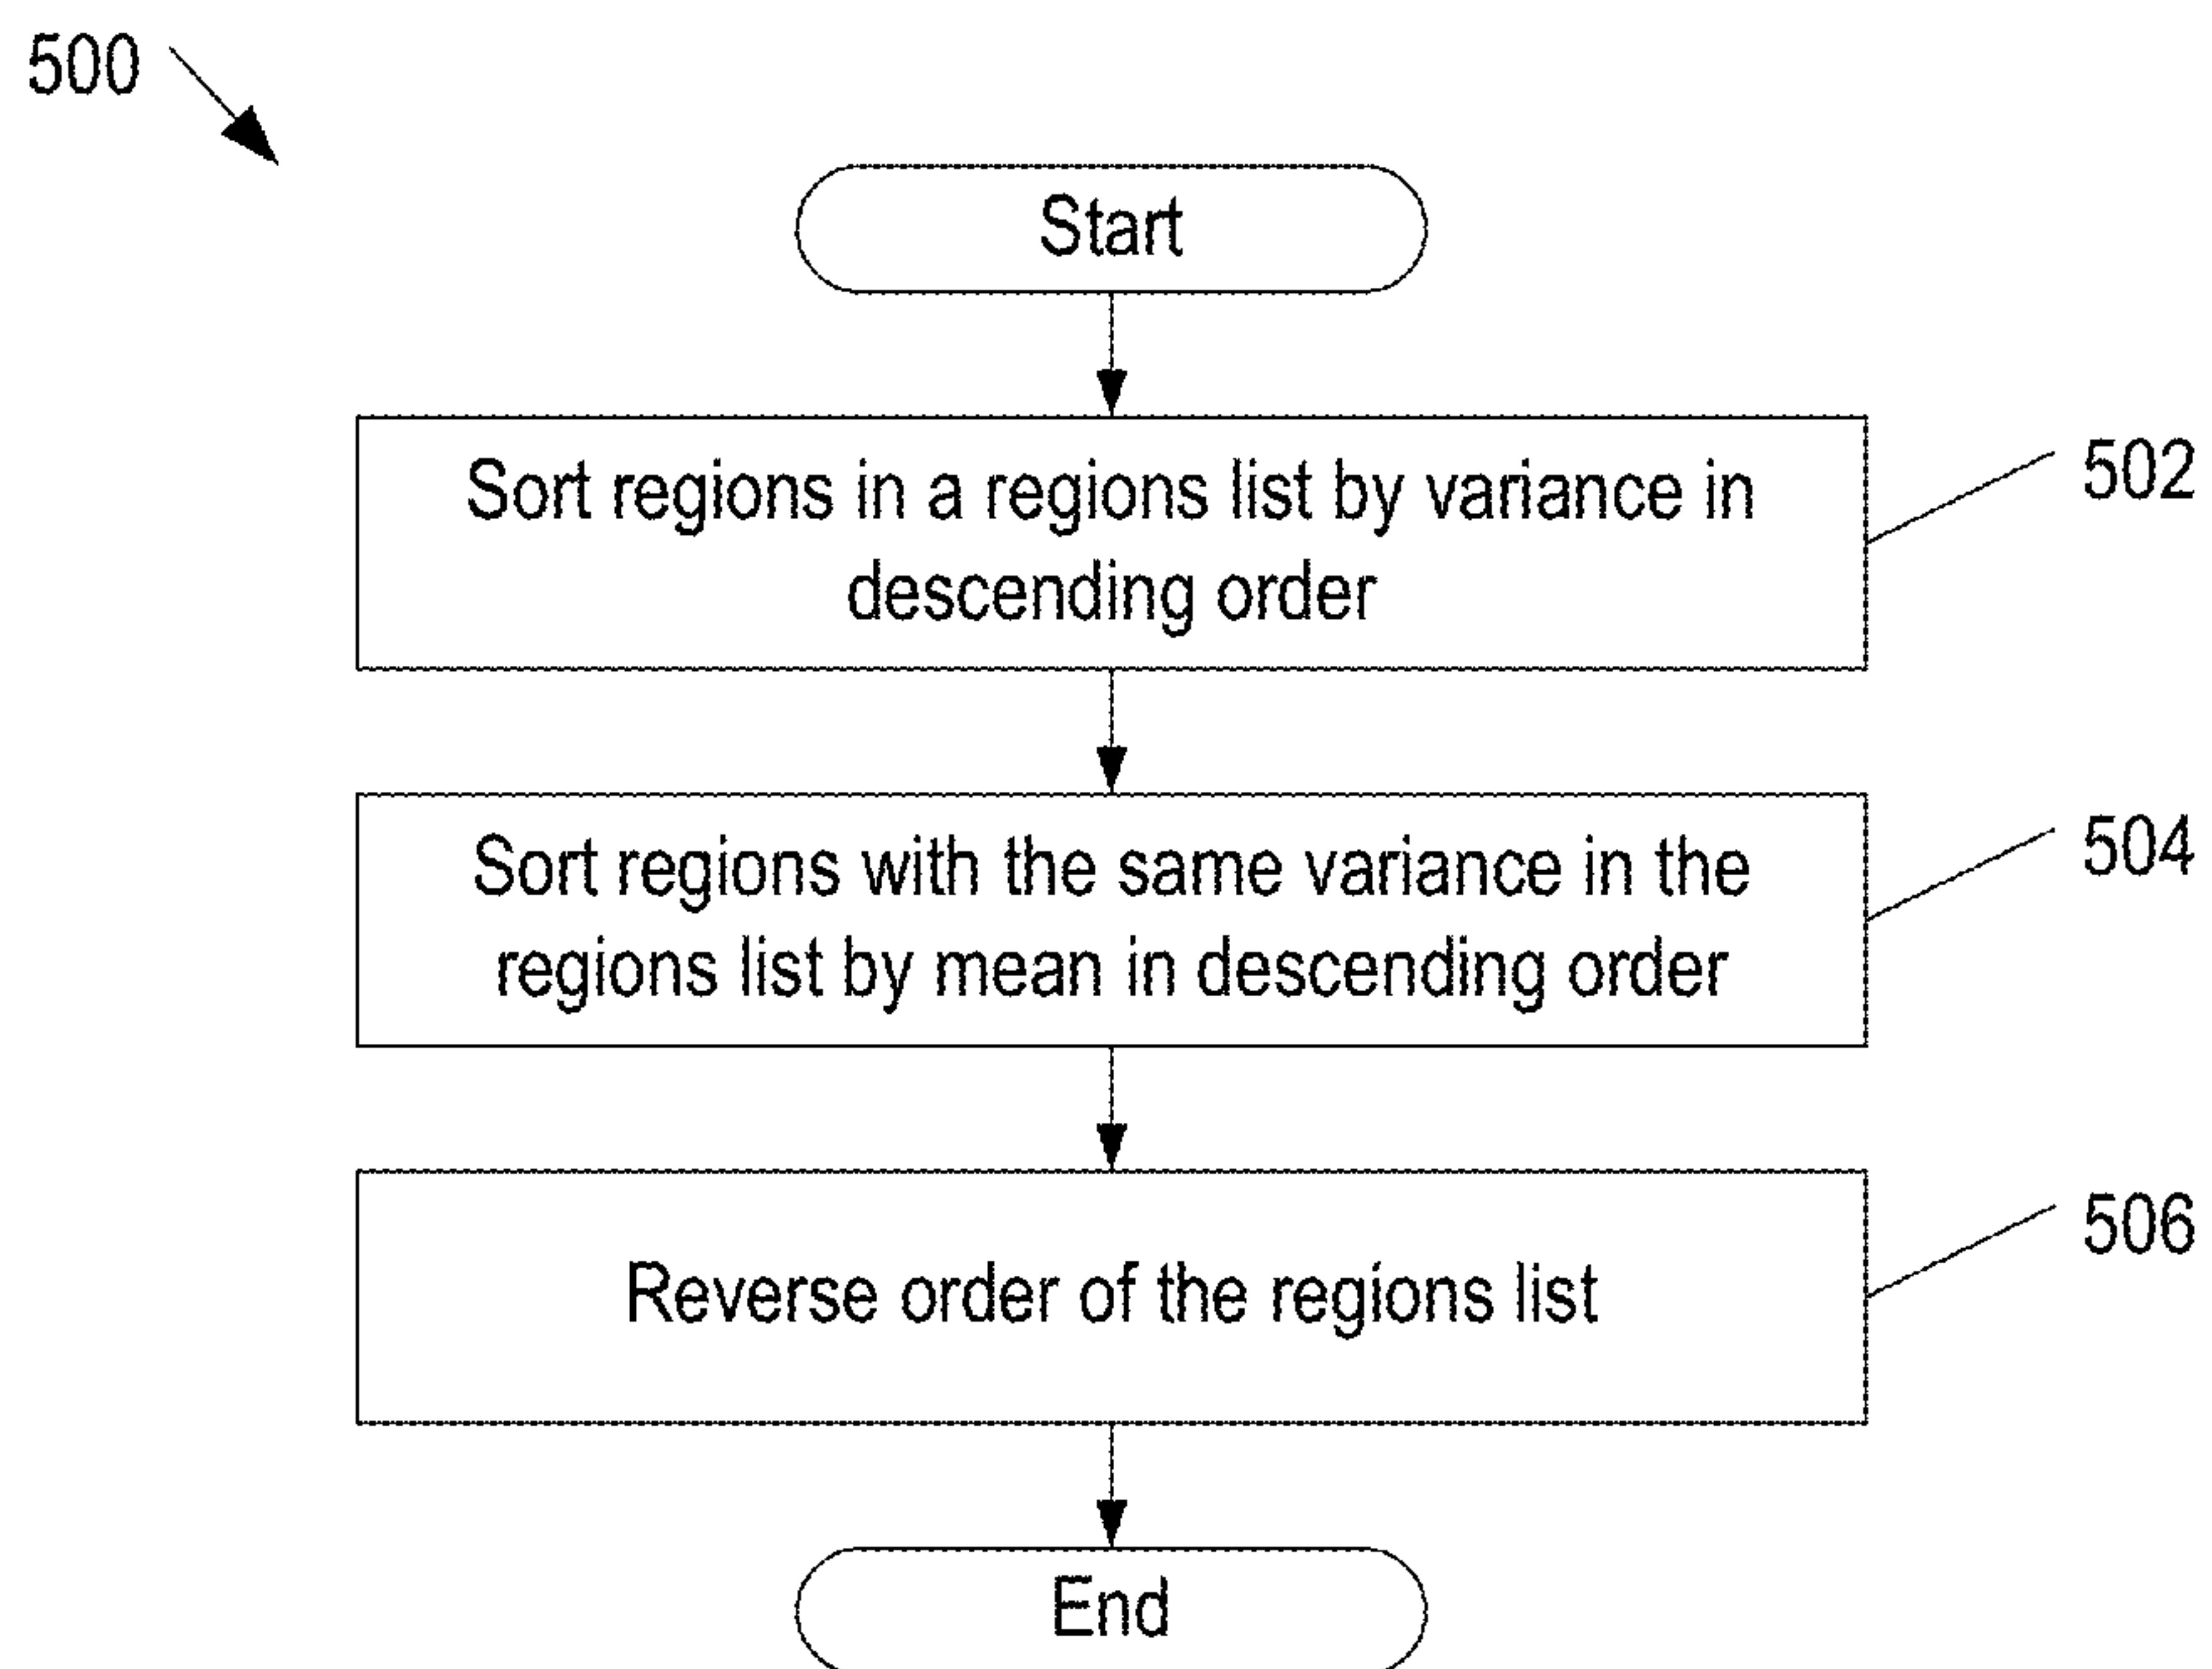 500
Start
Sort regions in a regions list by variance in
descending order
502
Sort regions with the same variance in the
regions list by mean in descending order
504
Reverse order of the regions list
506
End